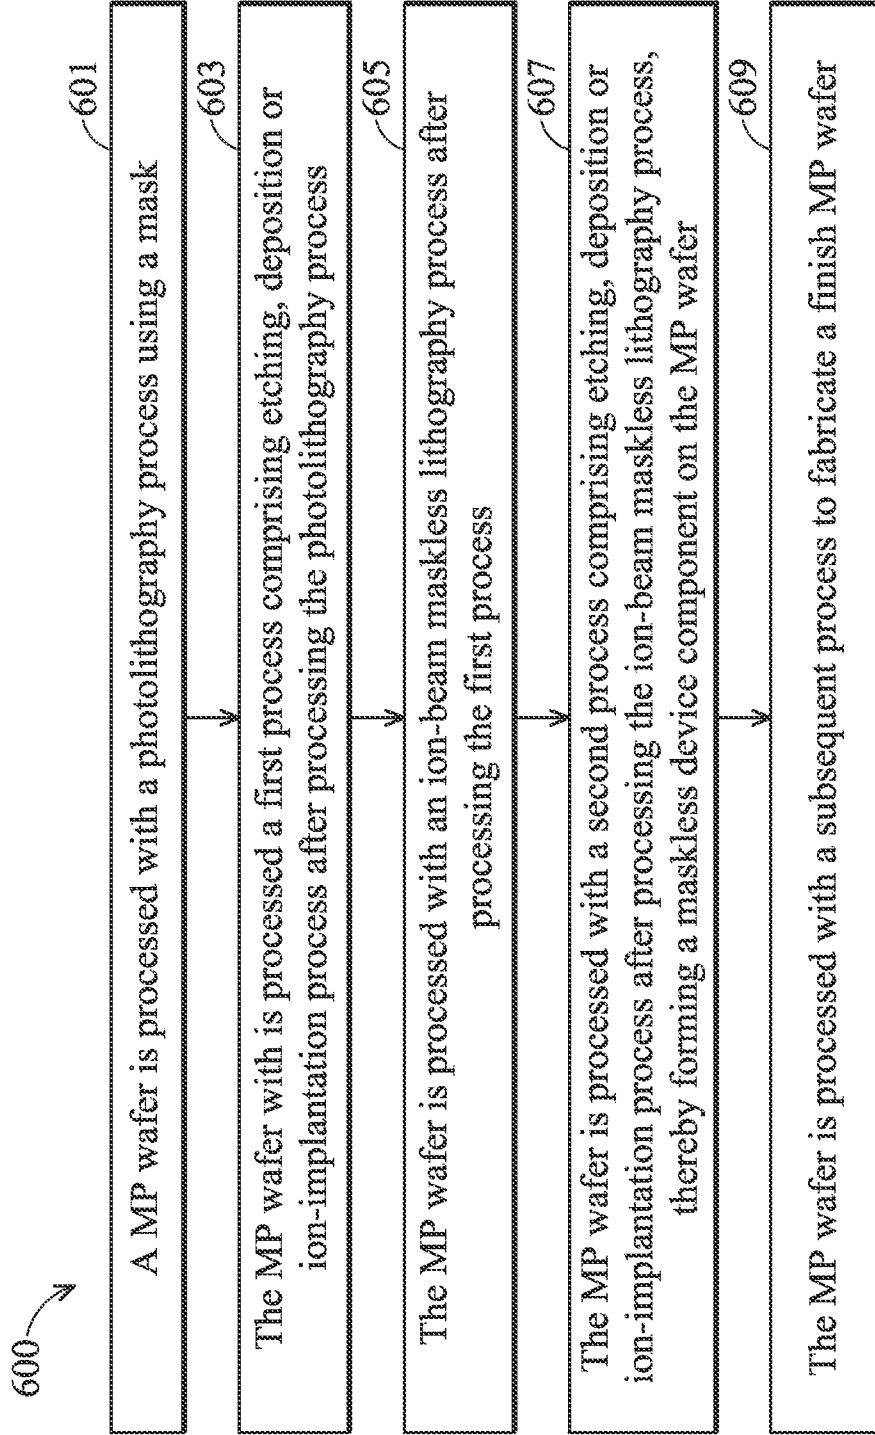 600
601
A MP wafer is processed with a photolithography process using a mask
603
The MP wafer with is processed a first process comprising etching, deposition or
ion-implantation process after processing the photolithography process
605
The MP wafer is processed with an ion-beam maskless lithography process after
processing the first process
607
The MP wafer is processed with a second process comprising etching, deposition or
ion-implantation process after processing the ion-beam maskless lithography process,
thereby forming a maskless device component on the MP wafer
609
The MP wafer is processed with a subsequent process to fabricate a finish MP wafer